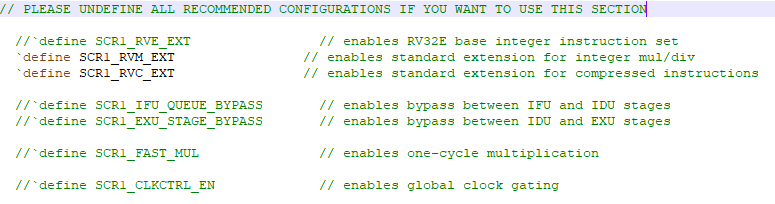 // PLEASE UNDEFINE ALL RECOMMENDED CONFIGURATIONS IF YOU WANT TO USE THIS SECTION
//`define SCR1_RVE_EXT // enables RV32E base integer instruction set
`define SCR1_RVM_EXT // enables standard extension for integer mul/div
`define SCR1_RVC_EXT // enables standard extension for compressed instructions
//`define SCR1_IFU_QUEUE_BYPASS // enables bypass between IFU and IDU stages
//`define SCR1_EXU_STAGE_BYPASS // enables bypass between IDU and EXU stages
//`define SCR1_FAST_MUL // enables one-cycle multiplication
//`define SCR1_CLKCTRL_EN // enables global clock gating